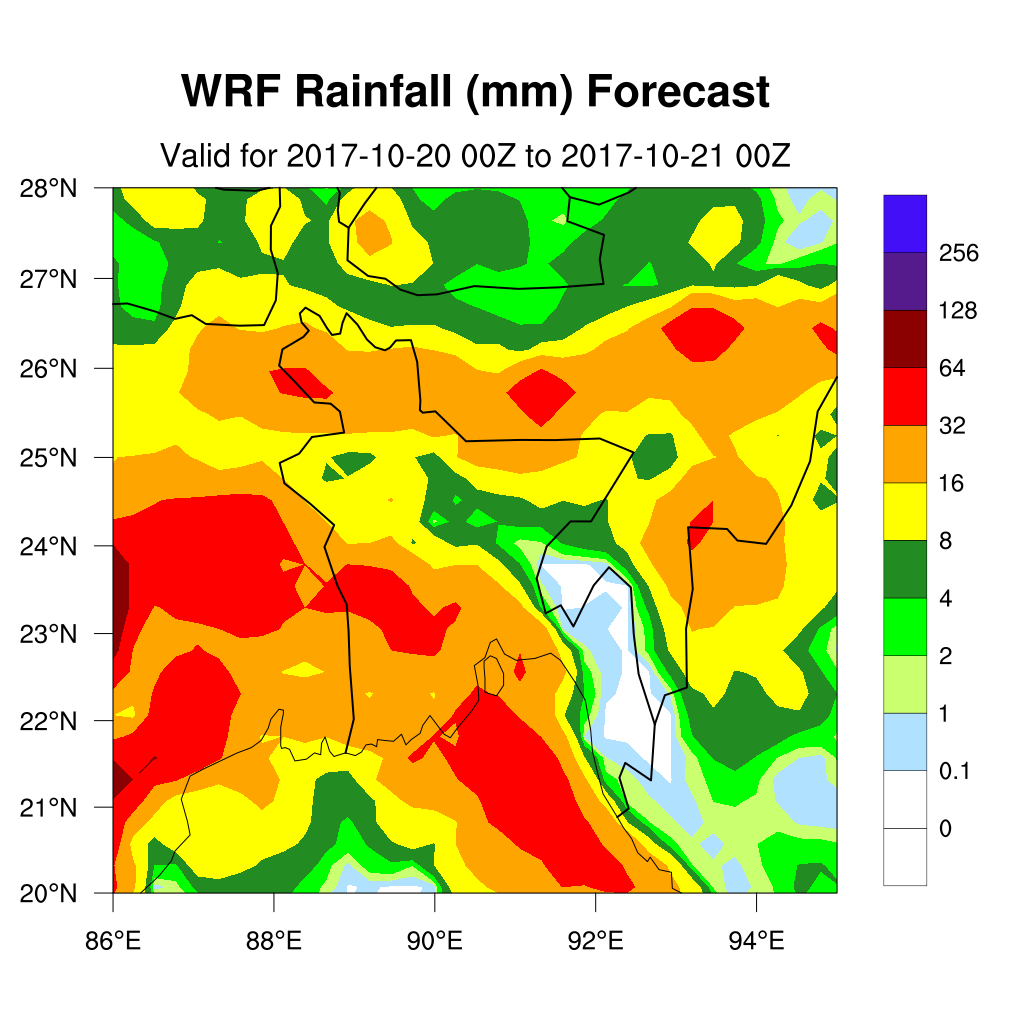 WRF Rainfall (mm) Forecast
Valid for 2017-10-20 00Z to 2017-10-21 00Z
28°N
27°N
26°N
25°N
24°N
23°N
22°N
21°N
20°N
86°E
88°E
90°E
92°E
94°E
256
128
64
32
16
8
4
2
1
0.1
0